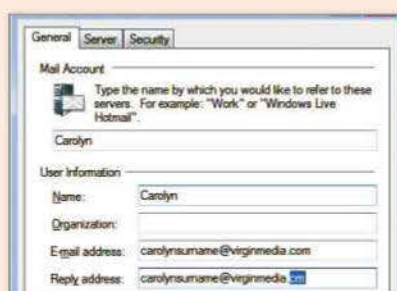 General Server Security
Mail Account
Type the name by which you would like to refer to these
servers. For example: "Work" or "Windows Live
Hotmail".
Carolyn
User Information
Name: Carolyn
Organization:
E-mail address: carolynsurname@virginmedia.com
Reply address: carolynsurname@virginmedia.cm